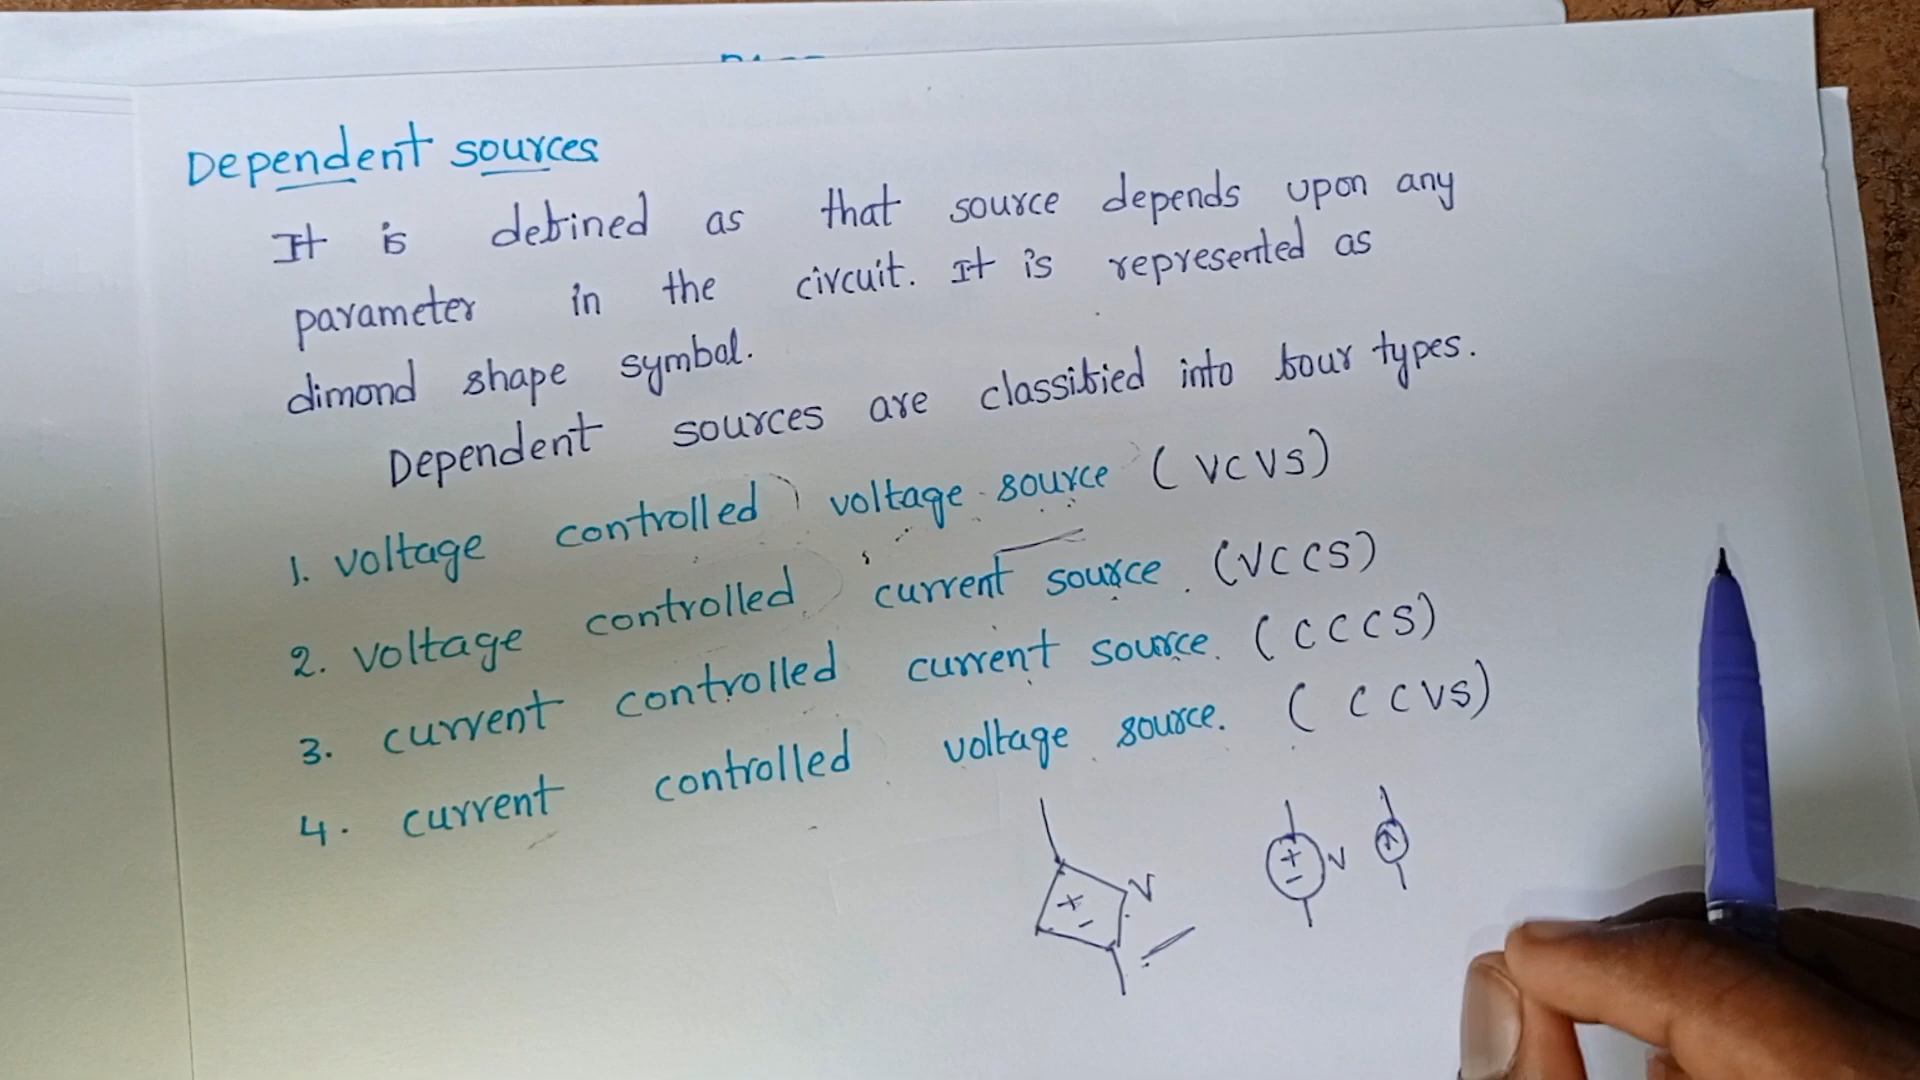 Dependent sources
It is defined as that source depends upon any
parameter in the circuit. It is represented as
dimond shape symbol.
Dependent sources are classified into four types.
1. voltage controlled voltage source (VCVS)
2. voltage controlled current source. (VCCS)
3. current controlled current source. (CCCS)
4. current controlled voltage source. (CCVS)
+ - V
+ - V